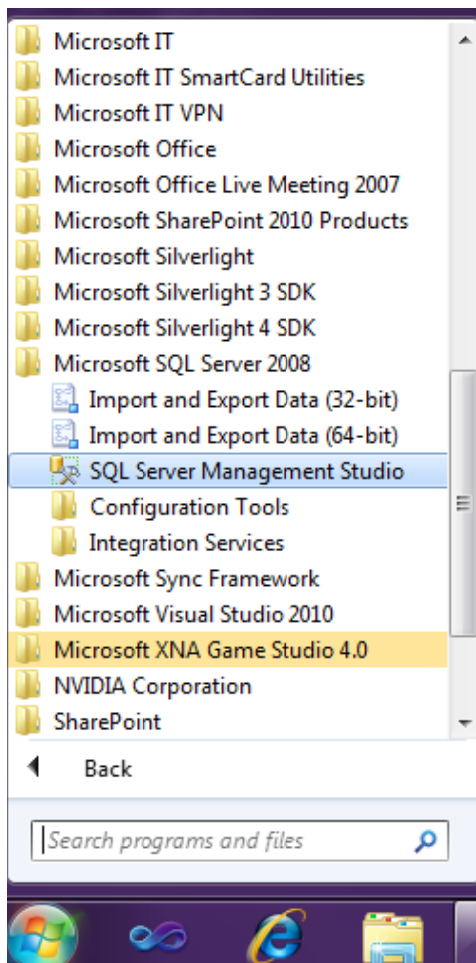 Microsoft IT
Microsoft IT SmartCard Utilities
Microsoft IT VPN
Microsoft Office
Microsoft Office Live Meeting 2007
Microsoft SharePoint 2010 Products
Microsoft Silverlight
Microsoft Silverlight 3 SDK
Microsoft Silverlight 4 SDK
Microsoft SQL Server 2008
Import and Export Data (32-bit)
Import and Export Data (64-bit)
SQL Server Management Studio
Configuration Tools
Integration Services
Microsoft Sync Framework
Microsoft Visual Studio 2010
Microsoft XNA Game Studio 4.0
NVIDIA Corporation
SharePoint
Back
Search programs and files